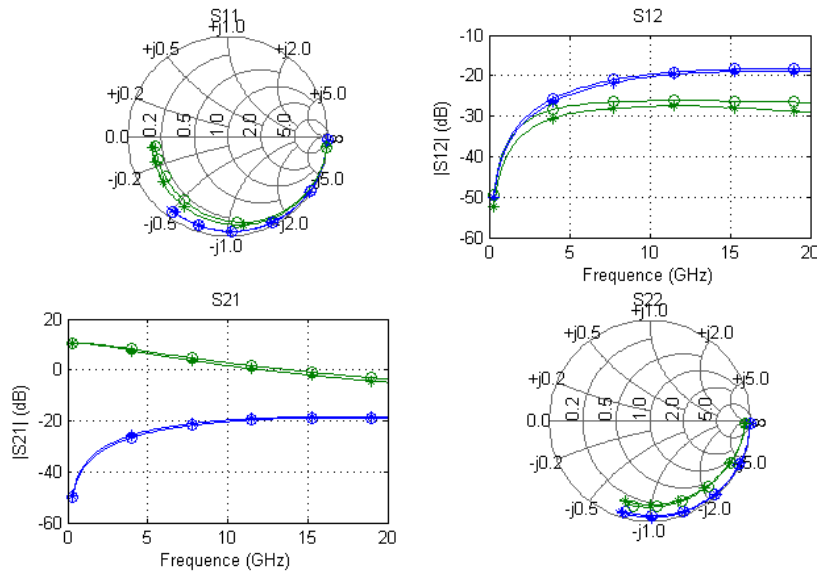 S11
+j1.0
+j0.5
+j2.0
+j0.2
+j5.0
0.0
0.2
0.5
1.0
2.0
5.0
∞
-j0.2
-j5.0
-j0.5
-j2.0
-j1.0
S12
|S12| (dB)
-10
-20
-30
-40
-50
-60
0 5 10 15 20
Frequence (GHz)
S21
|S21| (dB)
20
0
-20
-40
-60
0 5 10 15 20
Frequence (GHz)
S22
+j1.0
+j0.5
+j2.0
+j0.2
+j5.0
0.0
0.2
0.5
1.0
2.0
5.0
∞
-j0.2
-j5.0
-j0.5
-j2.0
-j1.0